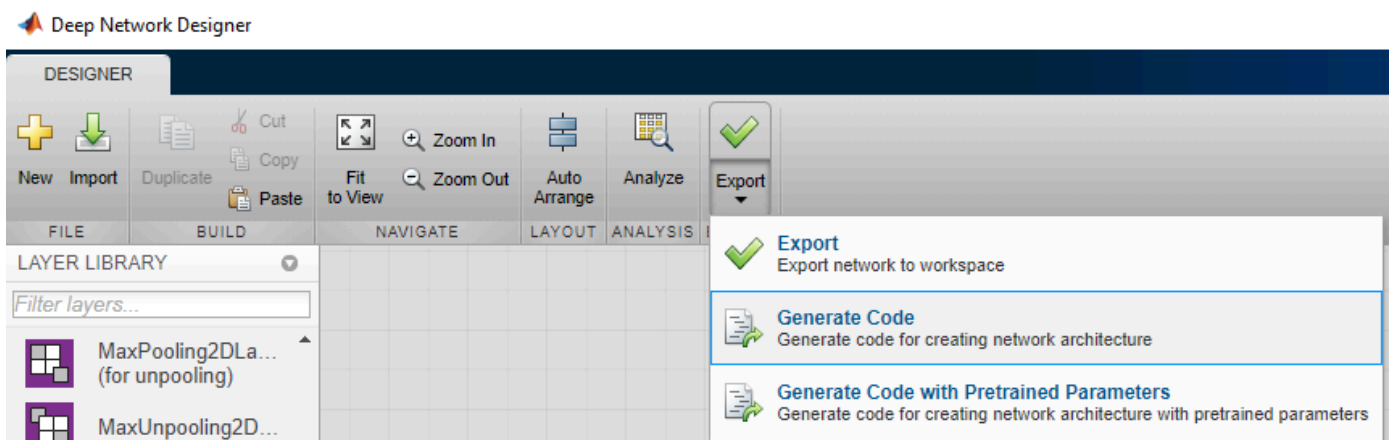 Deep Network Designer
DESIGNER
New
Import
Duplicate
Cut
Copy
Paste
Fit
to View
Zoom In
Zoom Out
Auto
Arrange
Analyze
Export
FILE
BUILD
NAVIGATE
LAYOUT
ANALYSIS
LAYER LIBRARY
Filter layers...
MaxPooling2DLa...
(for unpooling)
MaxUnpooling2D...
Export
Export network to workspace
Generate Code
Generate code for creating network architecture
Generate Code with Pretrained Parameters
Generate code for creating network architecture with pretrained parameters